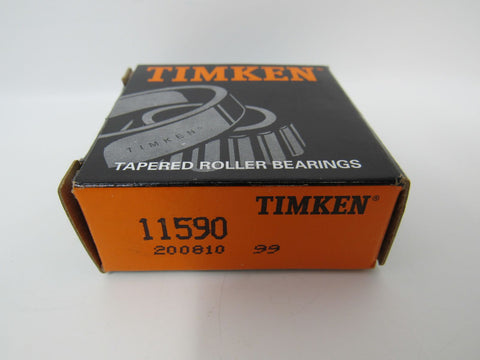 TIMKEN
TIMKEN®
TAPERED ROLLER BEARINGS
TIMKEN®
11590
200810 99